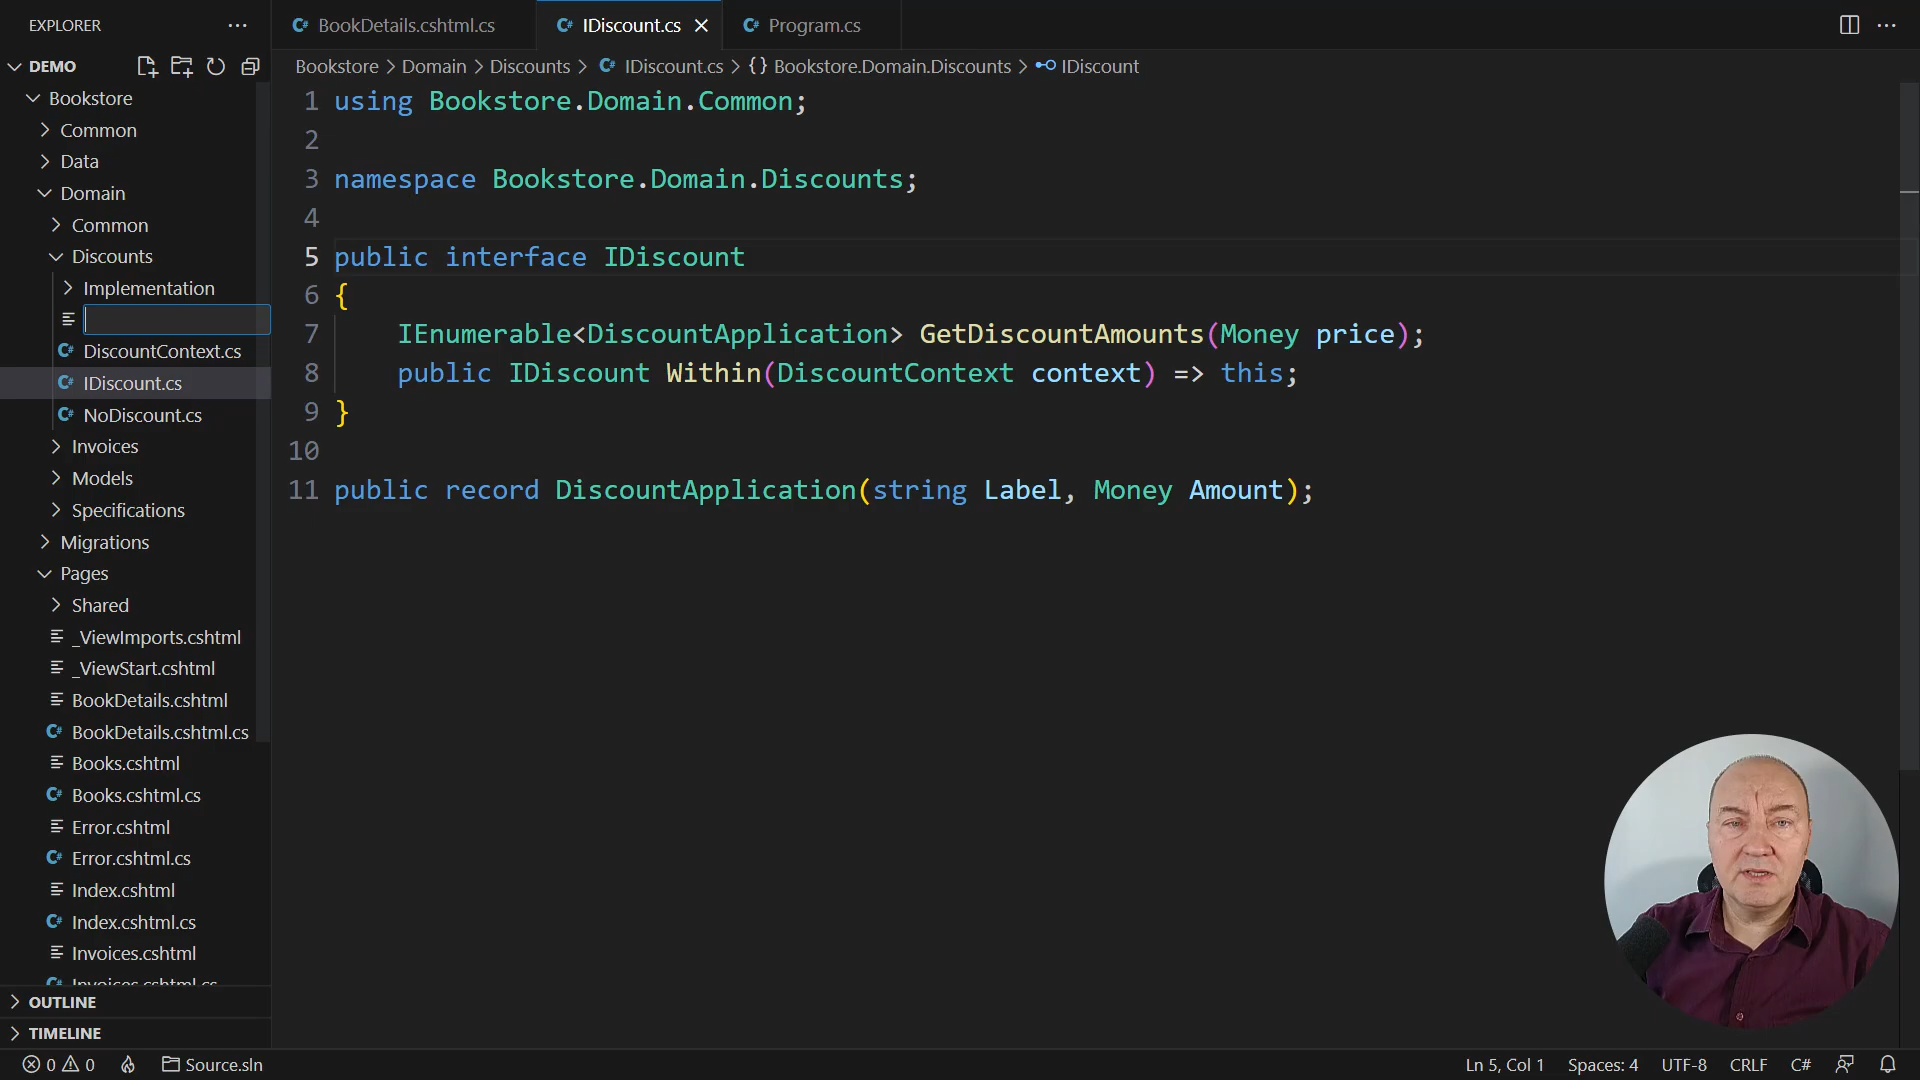 EXPLORER
BookDetails.cshtml.cs
IDiscount.cs
Program.cs
DEMO
Bookstore > Domain > Discounts > IDiscount.cs > {} Bookstore.Domain.Discounts > IDiscount
Bookstore
Common
Data
Domain
Common
Discounts
Implementation
DiscountContext.cs
IDiscount.cs
NoDiscount.cs
Invoices
Models
Specifications
Migrations
Pages
Shared
_ViewImports.cshtml
_ViewStart.cshtml
BookDetails.cshtml
BookDetails.cshtml.cs
Books.cshtml
Books.cshtml.cs
Error.cshtml
Error.cshtml.cs
Index.cshtml
Index.cshtml.cs
Invoices.cshtml
Invoices.cshtml.cs
OUTLINE
TIMELINE
1 using Bookstore.Domain.Common;
2
3 namespace Bookstore.Domain.Discounts;
4
5 public interface IDiscount
6 {
7 IEnumerable<DiscountApplication> GetDiscountAmounts(Money price);
8 public IDiscount Within(DiscountContext context) => this;
9 }
10
11 public record DiscountApplication(string Label, Money Amount);
0 0 Source.sln
Ln 5, Col 1 Spaces: 4 UTF-8 CRLF C#